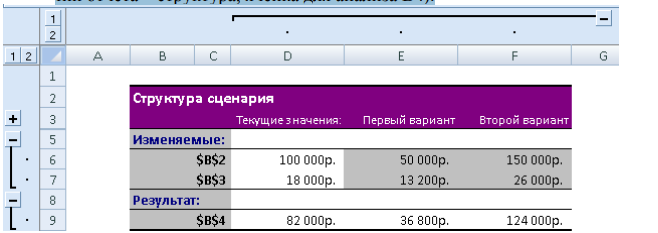 1
2
1 2 A B C D E F G
1
2 Структура сценария
3 Текущие значения: Первый вариант Второй вариант
5 Изменяемые:
6 $B$2 100 000р. 50 000р. 150 000р.
7 $B$3 18 000р. 13 200р. 26 000р.
8 Результат:
9 $B$4 82 000р. 36 800р. 124 000р.